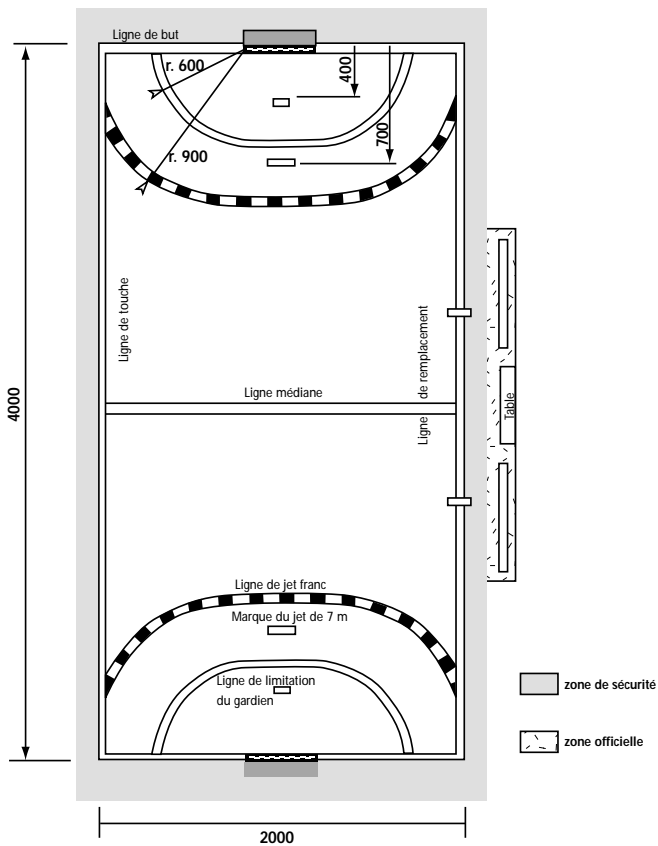 Ligne de but
r. 600
400
700
r. 900
Ligne de touche
de remplacement
Ligne
4000
Ligne médiane
Table
Ligne de jet franc
Marque du jet de 7 m
Ligne de limitation
du gardien
zone de sécurité
zone officielle
2000